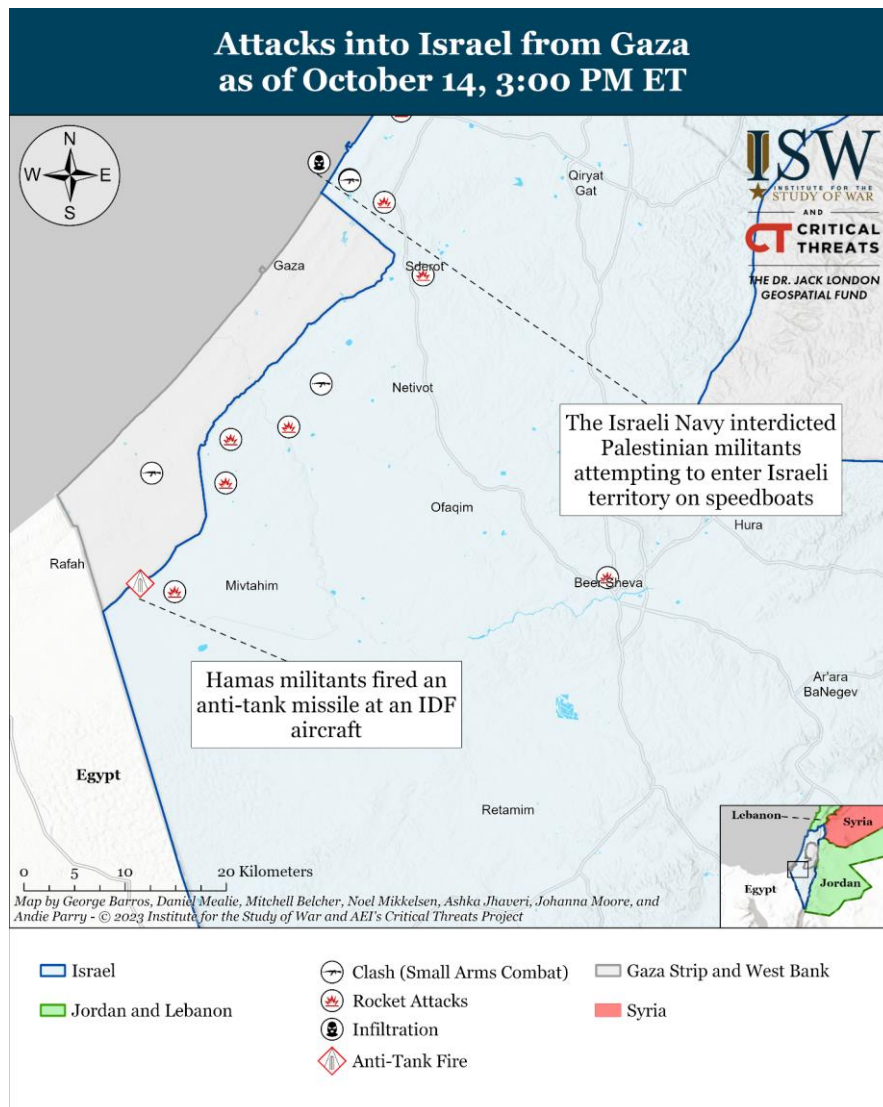 Attacks into Israel from Gaza
as of October 14, 3:00 PM ET
N
W
E
S
ISW
INSTITUTE FOR THE
STUDY OF WAR
AND
CT CRITICAL
THREATS
THE DR. JACK LONDON
GEOSPATIAL FUND
Qiryat
Gat
Gaza
Sderot
Netivot
The Israeli Navy interdicted
Palestinian militants
attempting to enter Israeli
territory on speedboats
Ofaqim
Hura
Rafah
Mivtahim
Beer Sheva
Hamas militants fired an
anti-tank missile at an IDF
aircraft
Ar'ara
BaNegev
Egypt
Retamim
Lebanon
Syria
Egypt
Jordan
0 5 10 20 Kilometers
Map by George Barros, Daniel Mealie, Mitchell Belcher, Noel Mikkelsen, Ashka Jhaveri, Johanna Moore, and
Andie Parry - © 2023 Institute for the Study of War and AEI's Critical Threats Project
Israel
Jordan and Lebanon
Clash (Small Arms Combat)
Rocket Attacks
Infiltration
Anti-Tank Fire
Gaza Strip and West Bank
Syria